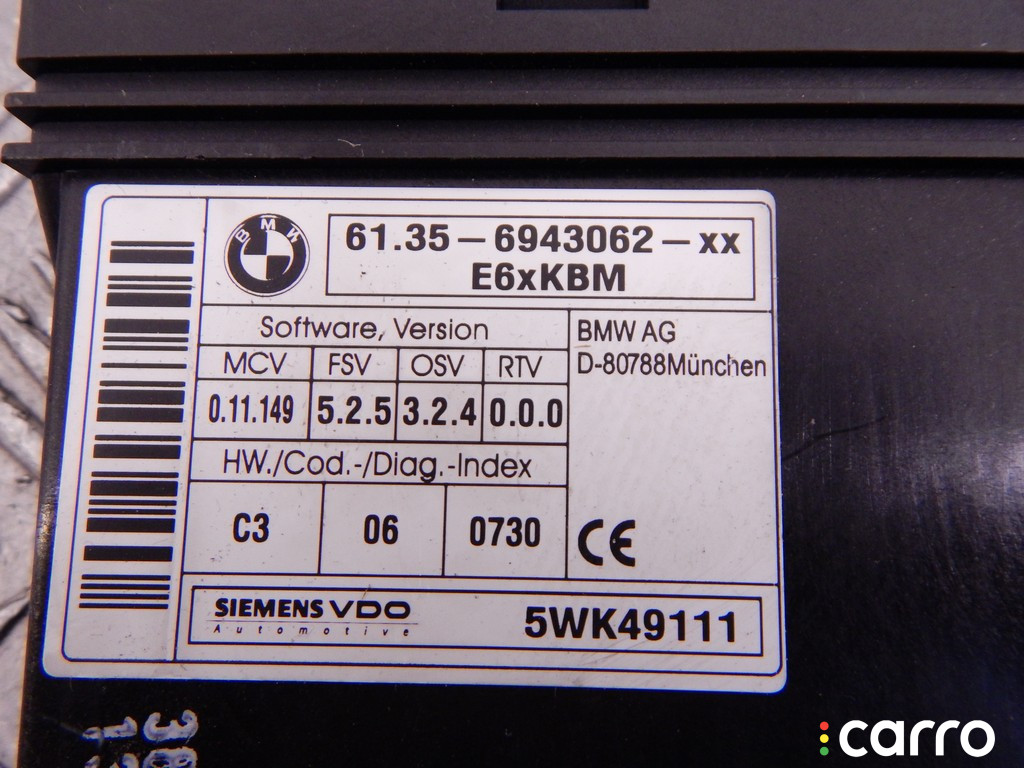 BMW
61.35-6943062-xx
E6xKBM
Software, Version
MCV FSV OSV RTV
0.11.149 5.2.5 3.2.4 0.0.0
BMW AG
D-80788München
HW./Cod.-/Diag.-Index
C3 06 0730
CE
SIEMENS VDO
Automotive
5WK49111
carro